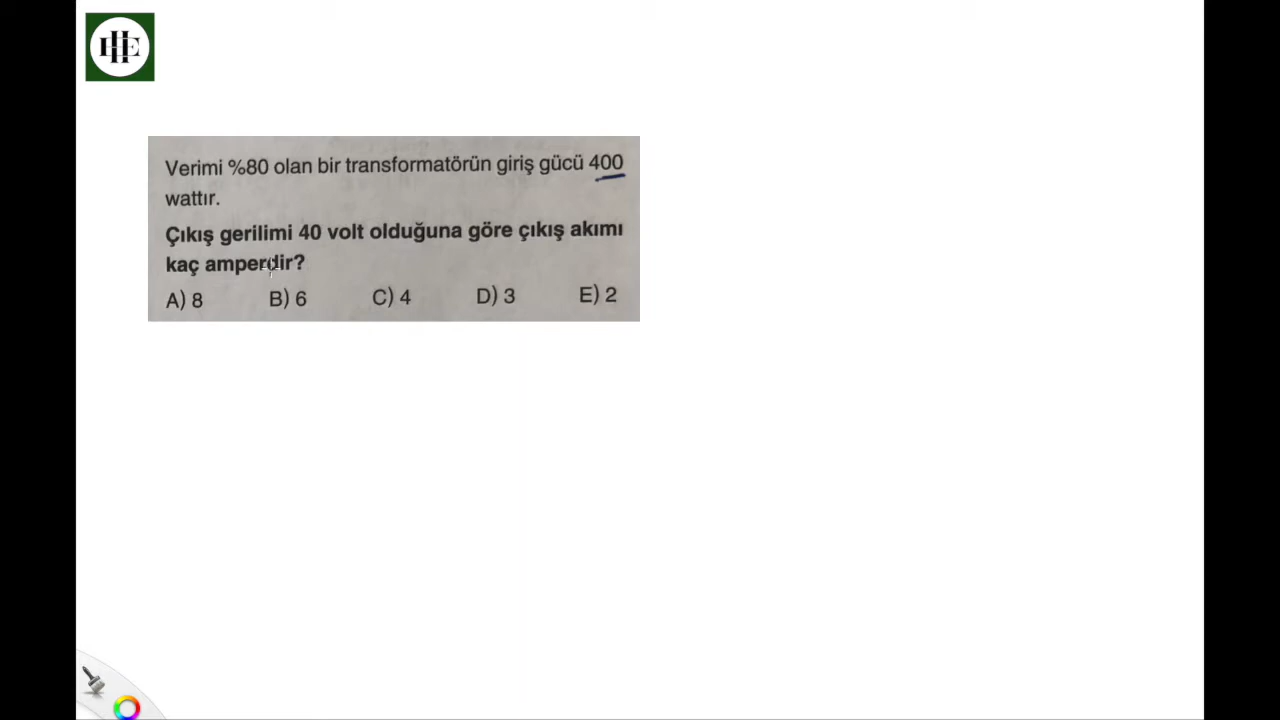 HE
Verimi %80 olan bir transformatörün giriş gücü 400
wattır.
Çıkış gerilimi 40 volt olduğuna göre çıkış akımı
kaç amperdir?
A) 8 B) 6 C) 4 D) 3 E) 2